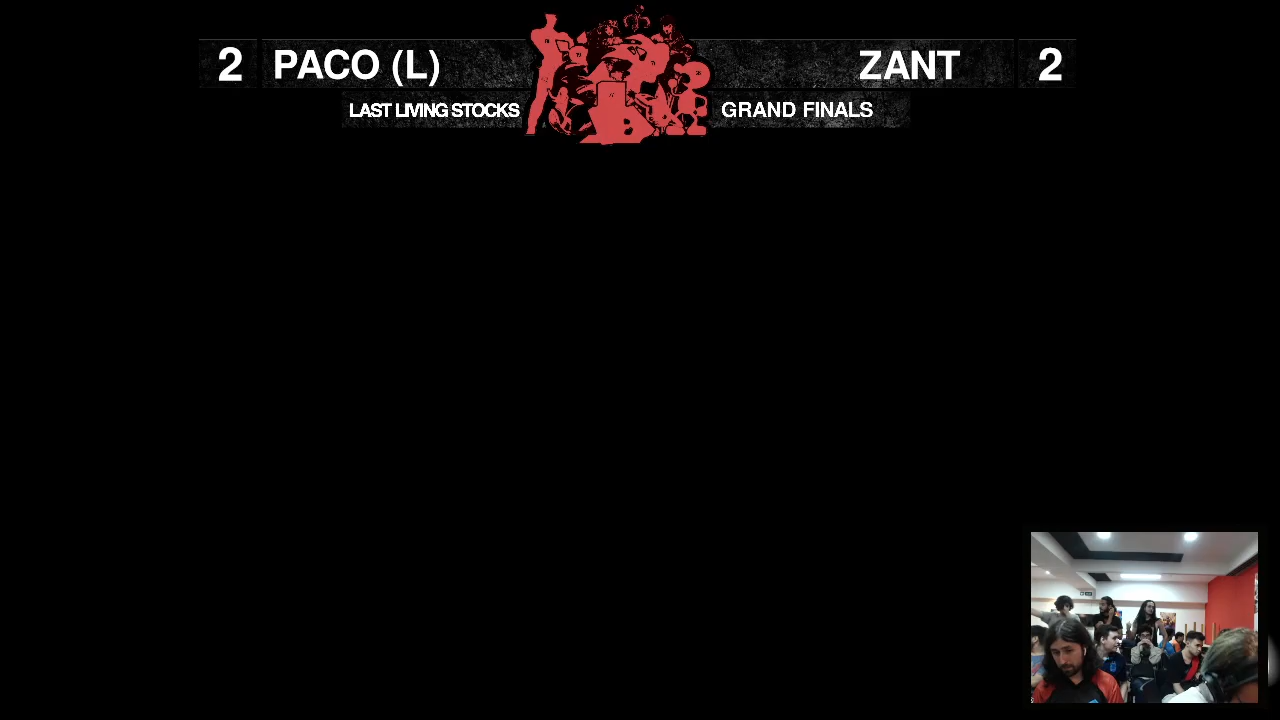 2 PACO (L) ZANT 2
LAST LIVING STOCKS GRAND FINALS